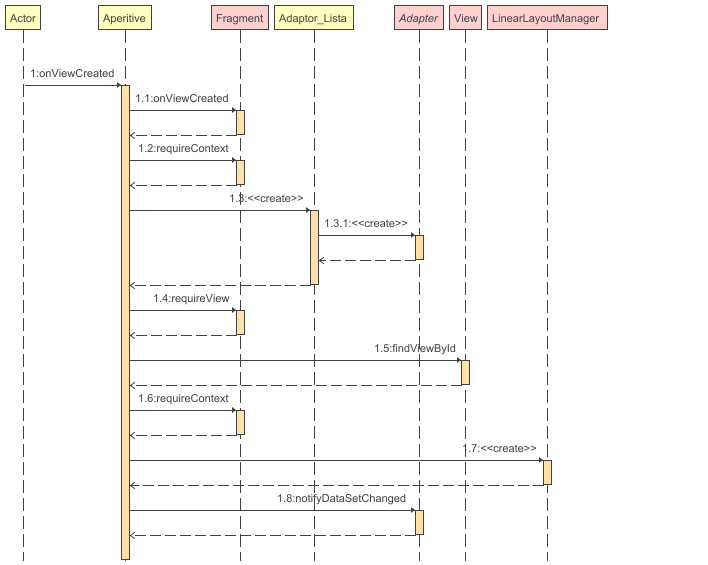 Actor
Aperitive
Fragment
Adaptor_Lista
Adapter
View
LinearLayoutManager
1:onViewCreated
1.1:onViewCreated
1.2:requireContext
1.3:<<create>>
1.3.1:<<create>>
1.4:requireView
1.5:findViewById
1.6:requireContext
1.7:<<create>>
1.8:notifyDataSetChanged